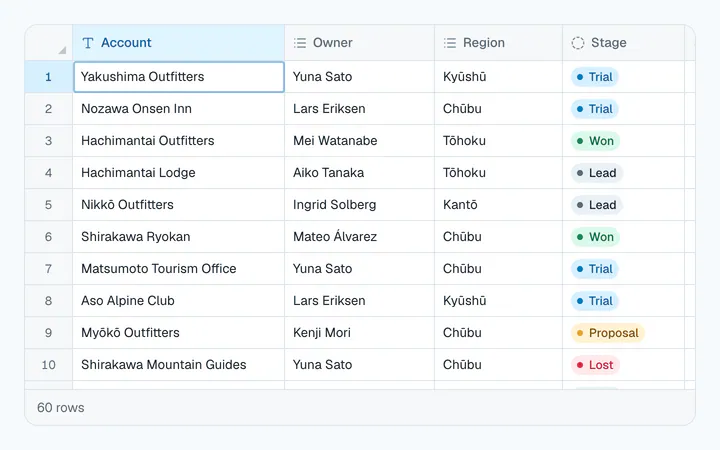 Account Owner Region Stage
1 Yakushima Outfitters Yuna Sato Kyūshū Trial
2 Nozawa Onsen Inn Lars Eriksen Chūbu Trial
3 Hachimantai Outfitters Mei Watanabe Tōhoku Won
4 Hachimantai Lodge Aiko Tanaka Tōhoku Lead
5 Nikkō Outfitters Ingrid Solberg Kantō Lead
6 Shirakawa Ryokan Mateo Álvarez Chūbu Won
7 Matsumoto Tourism Office Yuna Sato Chūbu Trial
8 Aso Alpine Club Lars Eriksen Kyūshū Trial
9 Myōkō Outfitters Kenji Mori Chūbu Proposal
10 Shirakawa Mountain Guides Yuna Sato Chūbu Lost
60 rows